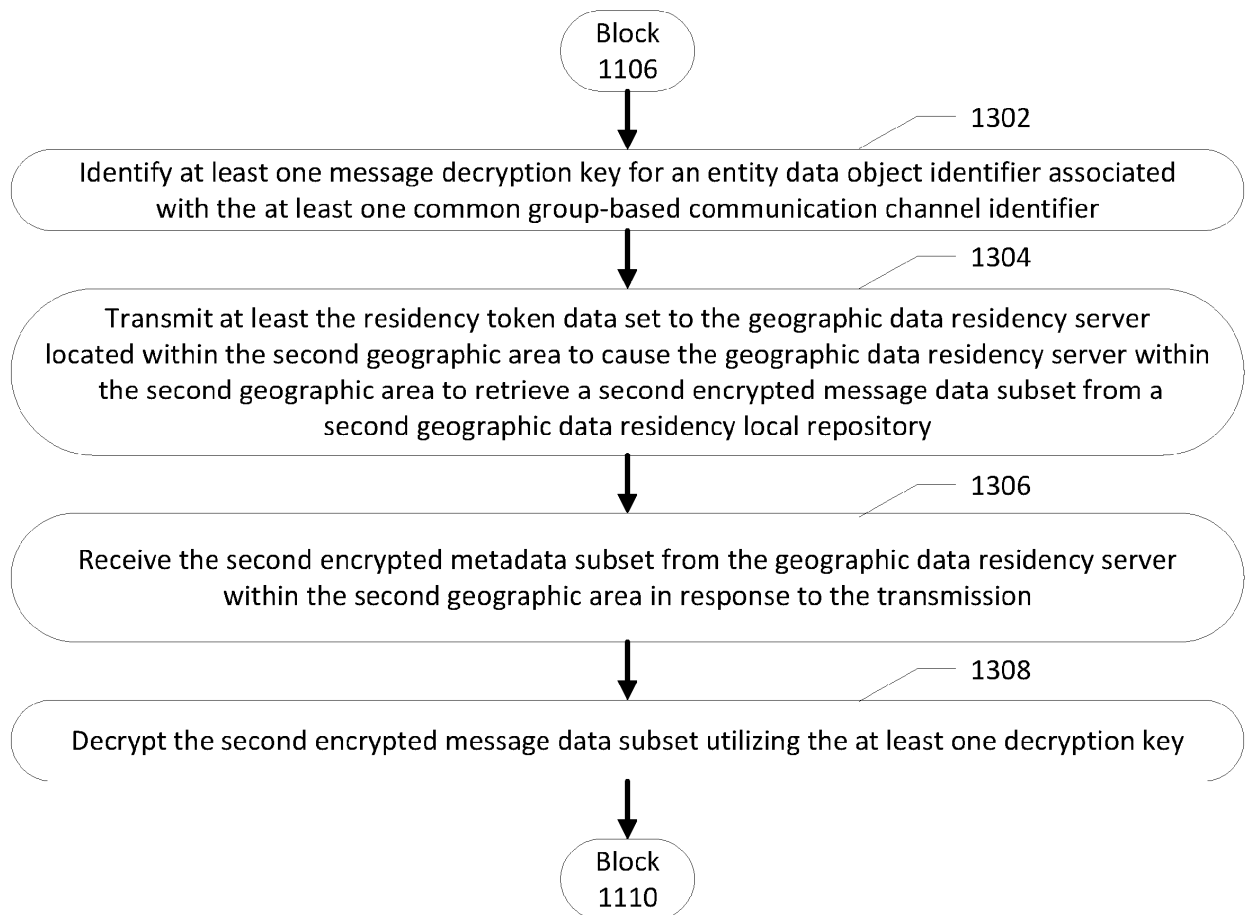 Block
1106
1302
Identify at least one message decryption key for an entity data object identifier associated
with the at least one common group-based communication channel identifier
1304
Transmit at least the residency token data set to the geographic data residency server
located within the second geographic area to cause the geographic data residency server within
the second geographic area to retrieve a second encrypted message data subset from a
second geographic data residency local repository
1306
Receive the second encrypted metadata subset from the geographic data residency server
within the second geographic area in response to the transmission
1308
Decrypt the second encrypted message data subset utilizing the at least one decryption key
Block
1110